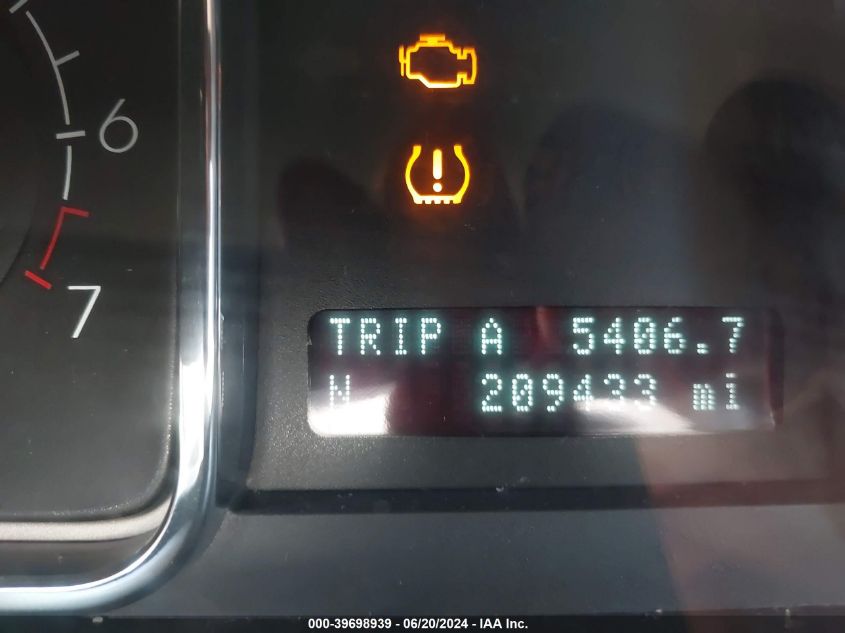 6
7
!
TRIP A 5406.7
N 209433 mi
000-39698939 - 06/20/2024 - IAA Inc.